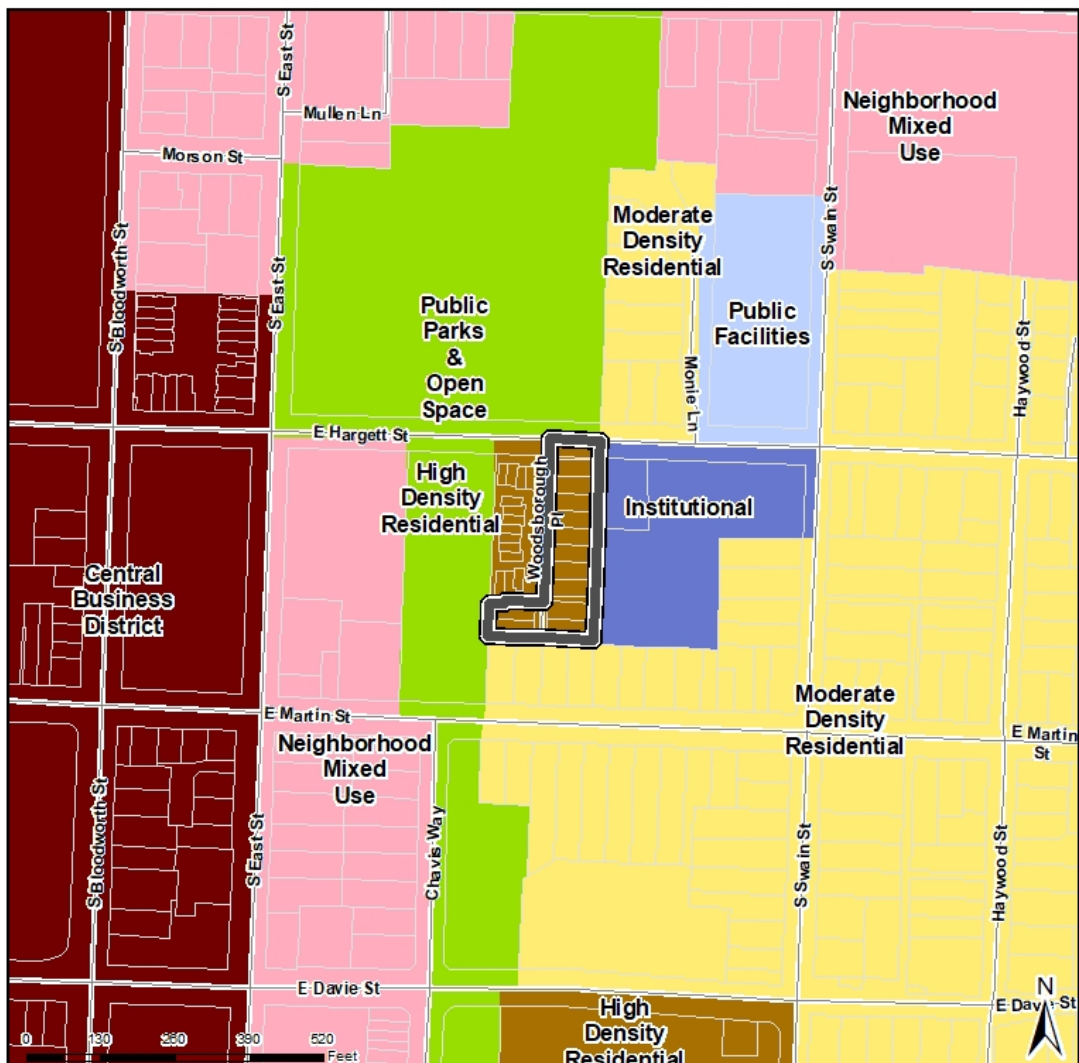 S East St
Mullen Ln
Morson St
Neighborhood
Mixed
Use
S Swain St
Moderate
Density
Residential
S Bloodworth St
S East St
Public
Parks
&
Open
Space
Public
Facilities
Haywood St
Monie Ln
E Hargett St
High
Density
Residential
Woodsborough
Pl
Institutional
Central
Business
District
E Martin St
Neighborhood
Mixed
Use
Moderate
Density
Residential
E Martin
St
S Bloodworth St
S East St
Chavis Way
S Swain St
Haywood St
E Davie St
E Davie St
High
Density
Residential
N
0 130 260 390 520
Feet